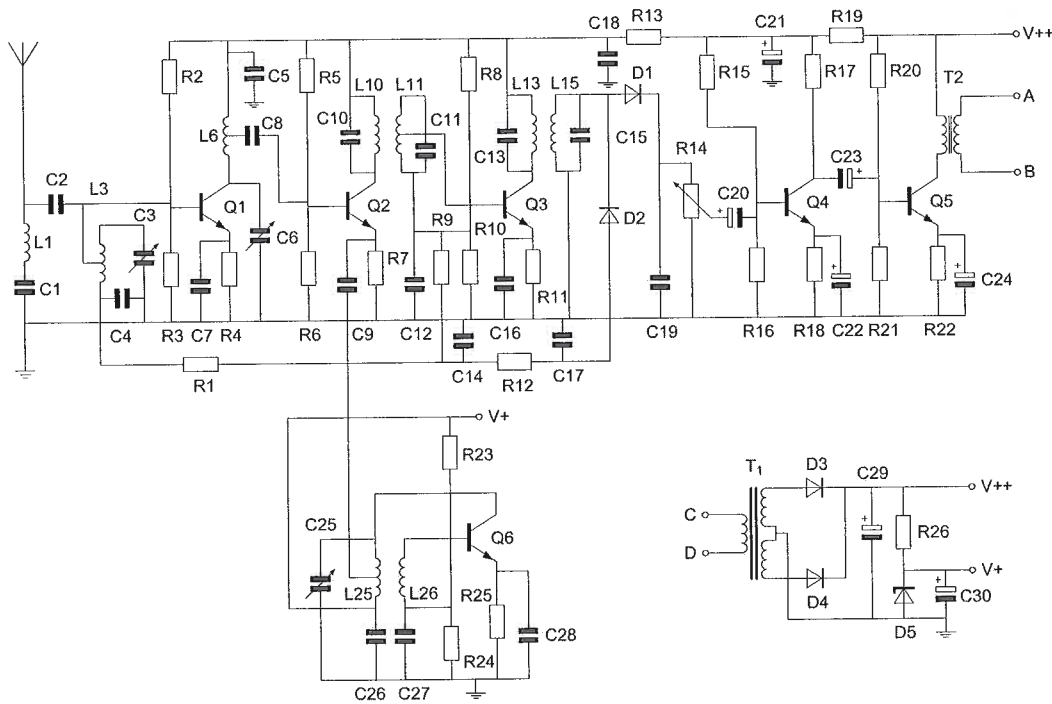 C18 R13 C21 R19
V++
R2 C5 R5 L10 L11 R8 L13 L15 D1 R15 R17 R20 T2
A
L6 C8 C10 C11 C13 C15
R14 C23
B
C2 L3 Q1 Q2 Q3 D2 C20 Q4 Q5
L1 C3 C6 R7 R9 R10
C1 R11 C24
C4 R3 C7 R4 R6 C9 C12 C16 C19 R16 R18 C22 R21 R22
R1 C14 R12 C17
V+
R23
T1 D3 C29
V++
C25 Q6 C R26
D
L25 L26 R25 D4 V+
C30
C28 D5
R24
C26 C27